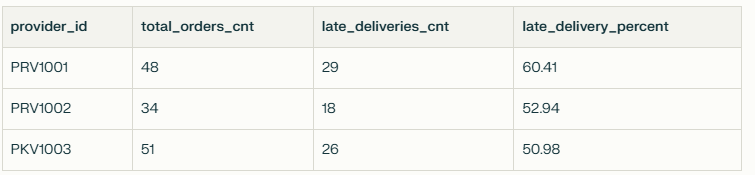 provider_id total_orders_cnt late_deliveries_cnt late_delivery_percent
PRV1001 48 29 60.41
PRV1002 34 18 52.94
PKV1003 51 26 50.98